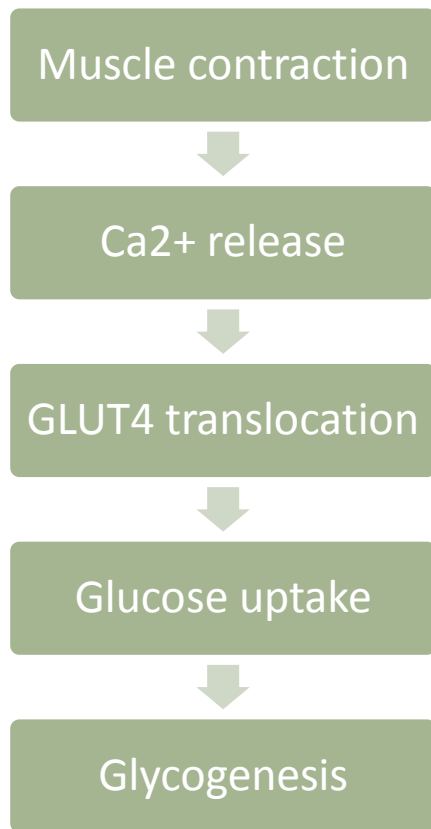 Muscle contraction
Ca2+ release
GLUT4 translocation
Glucose uptake
Glycogenesis